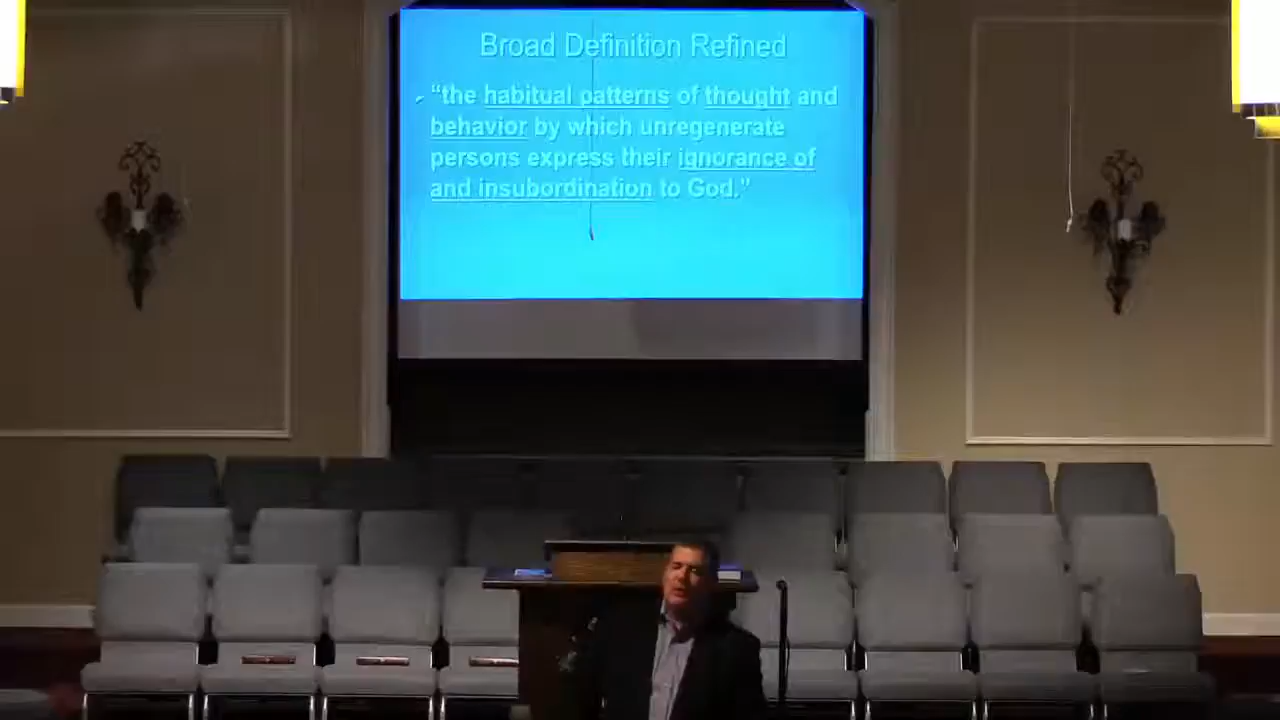 Broad Definition Refined
“the habitual patterns of thought and
behavior by which unregenerate
persons express their ignorance of
and insubordination to God.”